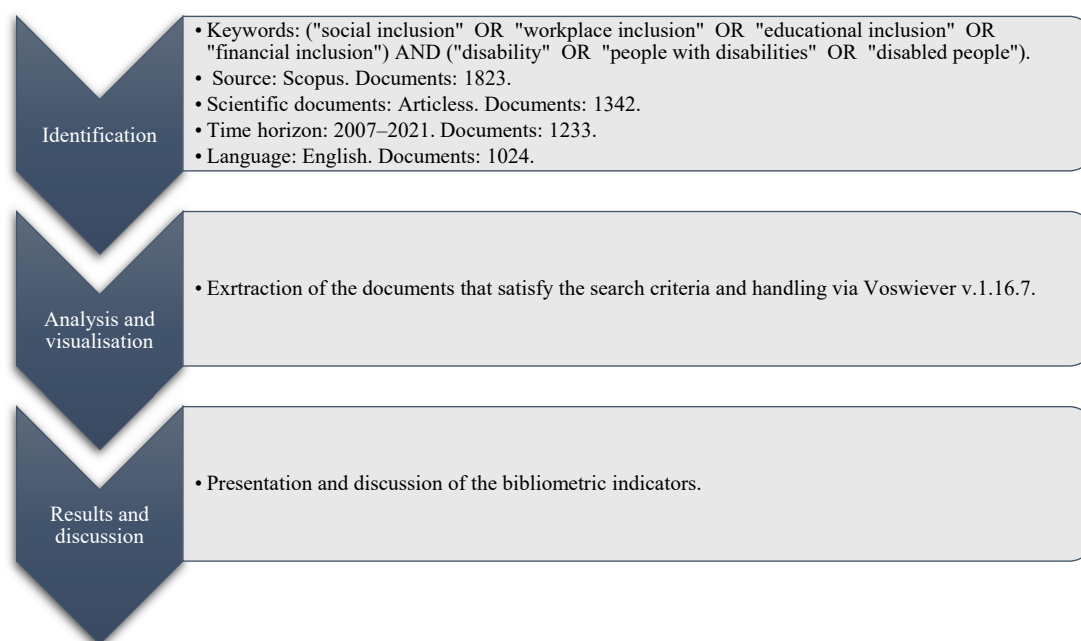 Identification
• Keywords: ("social inclusion" OR "workplace inclusion" OR "educational inclusion" OR
"financial inclusion") AND ("disability" OR "people with disabilities" OR "disabled people").
• Source: Scopus. Documents: 1823.
• Scientific documents: Articless. Documents: 1342.
• Time horizon: 2007–2021. Documents: 1233.
• Language: English. Documents: 1024.
Analysis and
visualisation
• Exrtraction of the documents that satisfy the search criteria and handling via Voswiever v.1.16.7.
Results and
discussion
• Presentation and discussion of the bibliometric indicators.